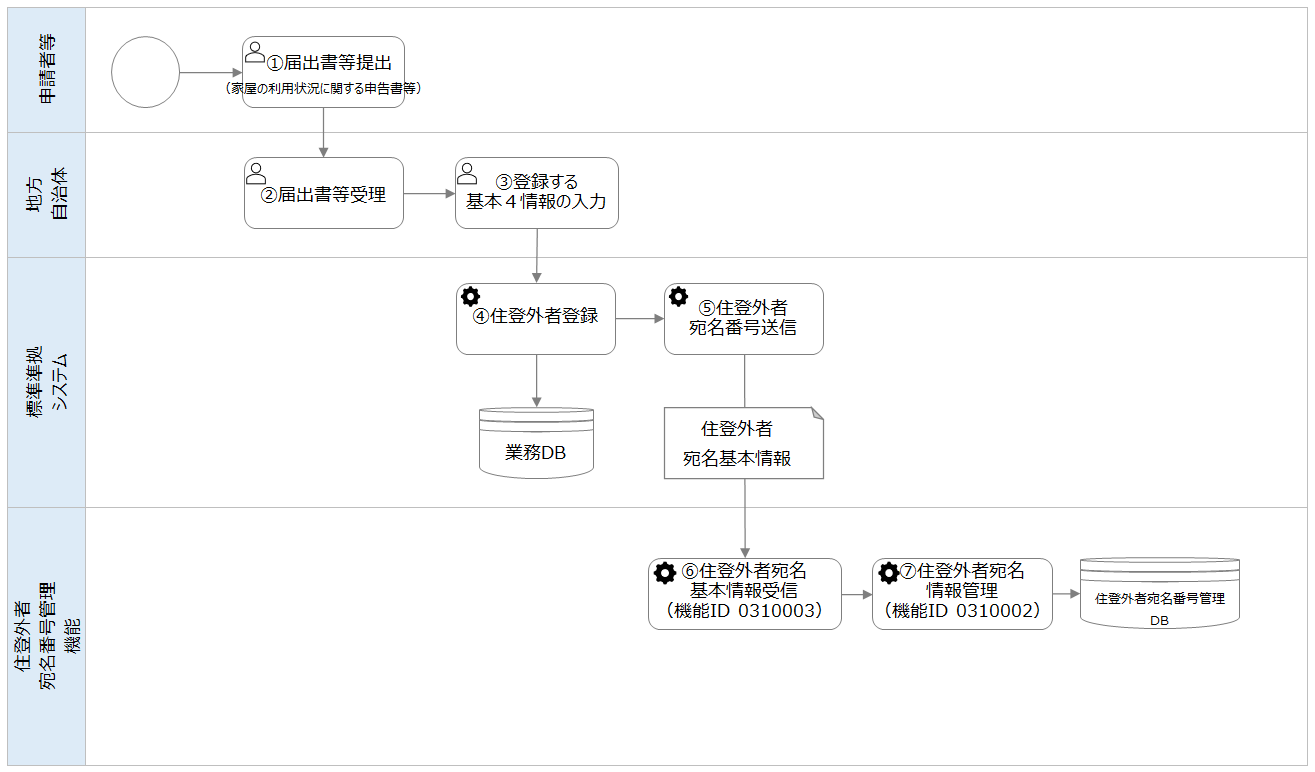 申請者等
①届出書等提出
（家屋の利用状況に関する申告書等）
地方
自治体
②届出書等受理
③登録する
基本４情報の入力
標準準拠
システム
④住登外者登録
⑤住登外者
宛名番号送信
業務DB
住登外者
宛名基本情報
住登外者
宛名番号管理
機能
⑥住登外者宛名
基本情報受信
（機能ID 0310003）
⑦住登外者宛名
情報管理
（機能ID 0310002）
住登外者宛名番号管理
DB